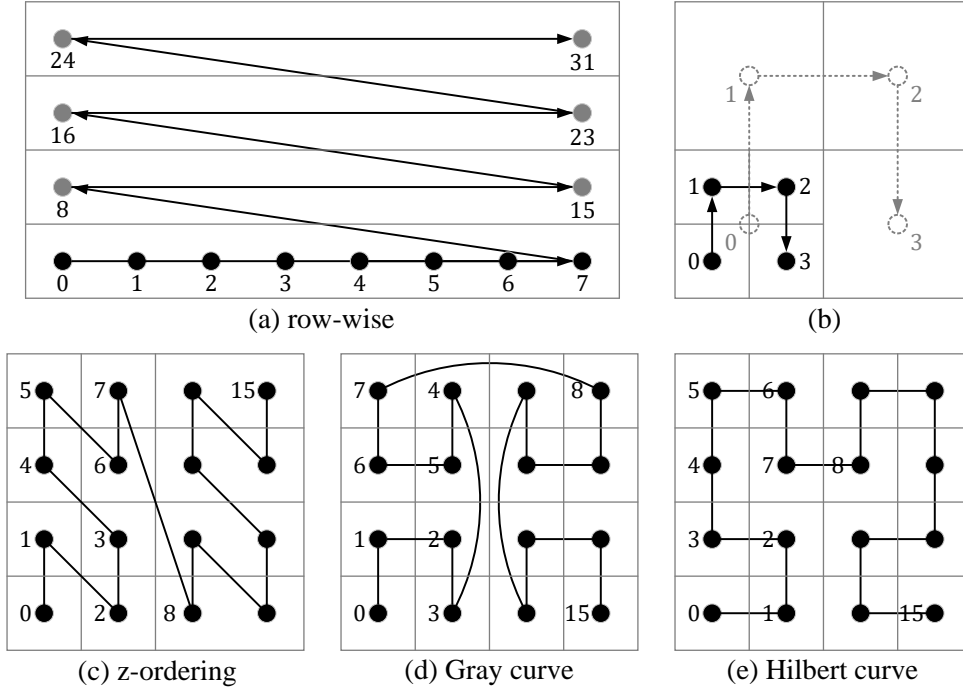 24 31
1 2
16 23
1 2
8 15
0 3
0 3
0 1 2 3 4 5 6 7
(a) row-wise
(b)
5 7 15
7 4 8
5 6
4 6
6 5
4 7 8
1 3
1 2
3 2
0 2 8
0 3 15
0 1 15
(c) z-ordering
(d) Gray curve
(e) Hilbert curve